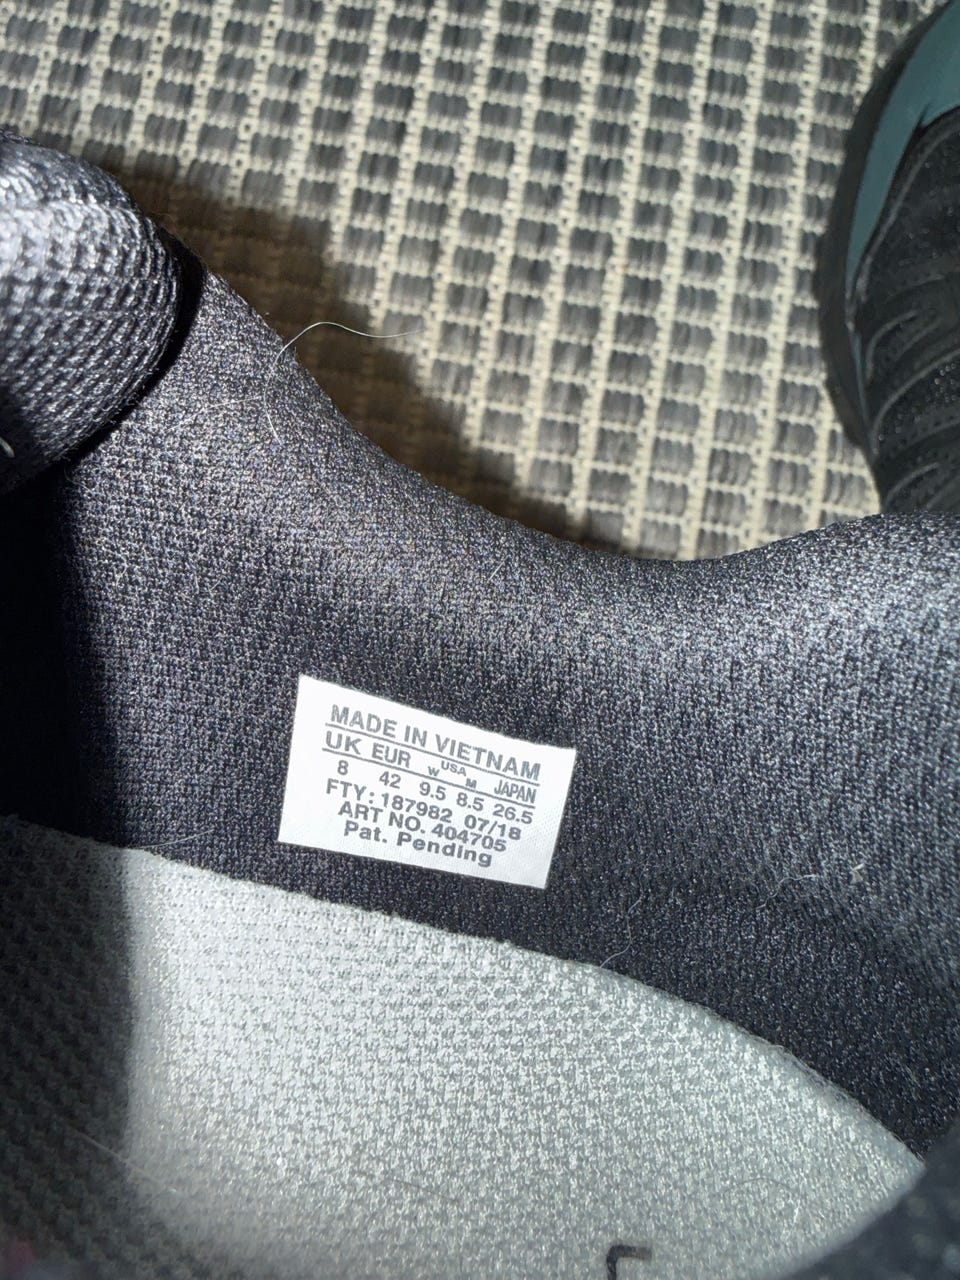 MADE IN VIETNAM
UK EUR W USA M JAPAN
8 42 9.5 8.5 26.5
FTY: 187982 07/18
ART NO. 404705
Pat. Pending